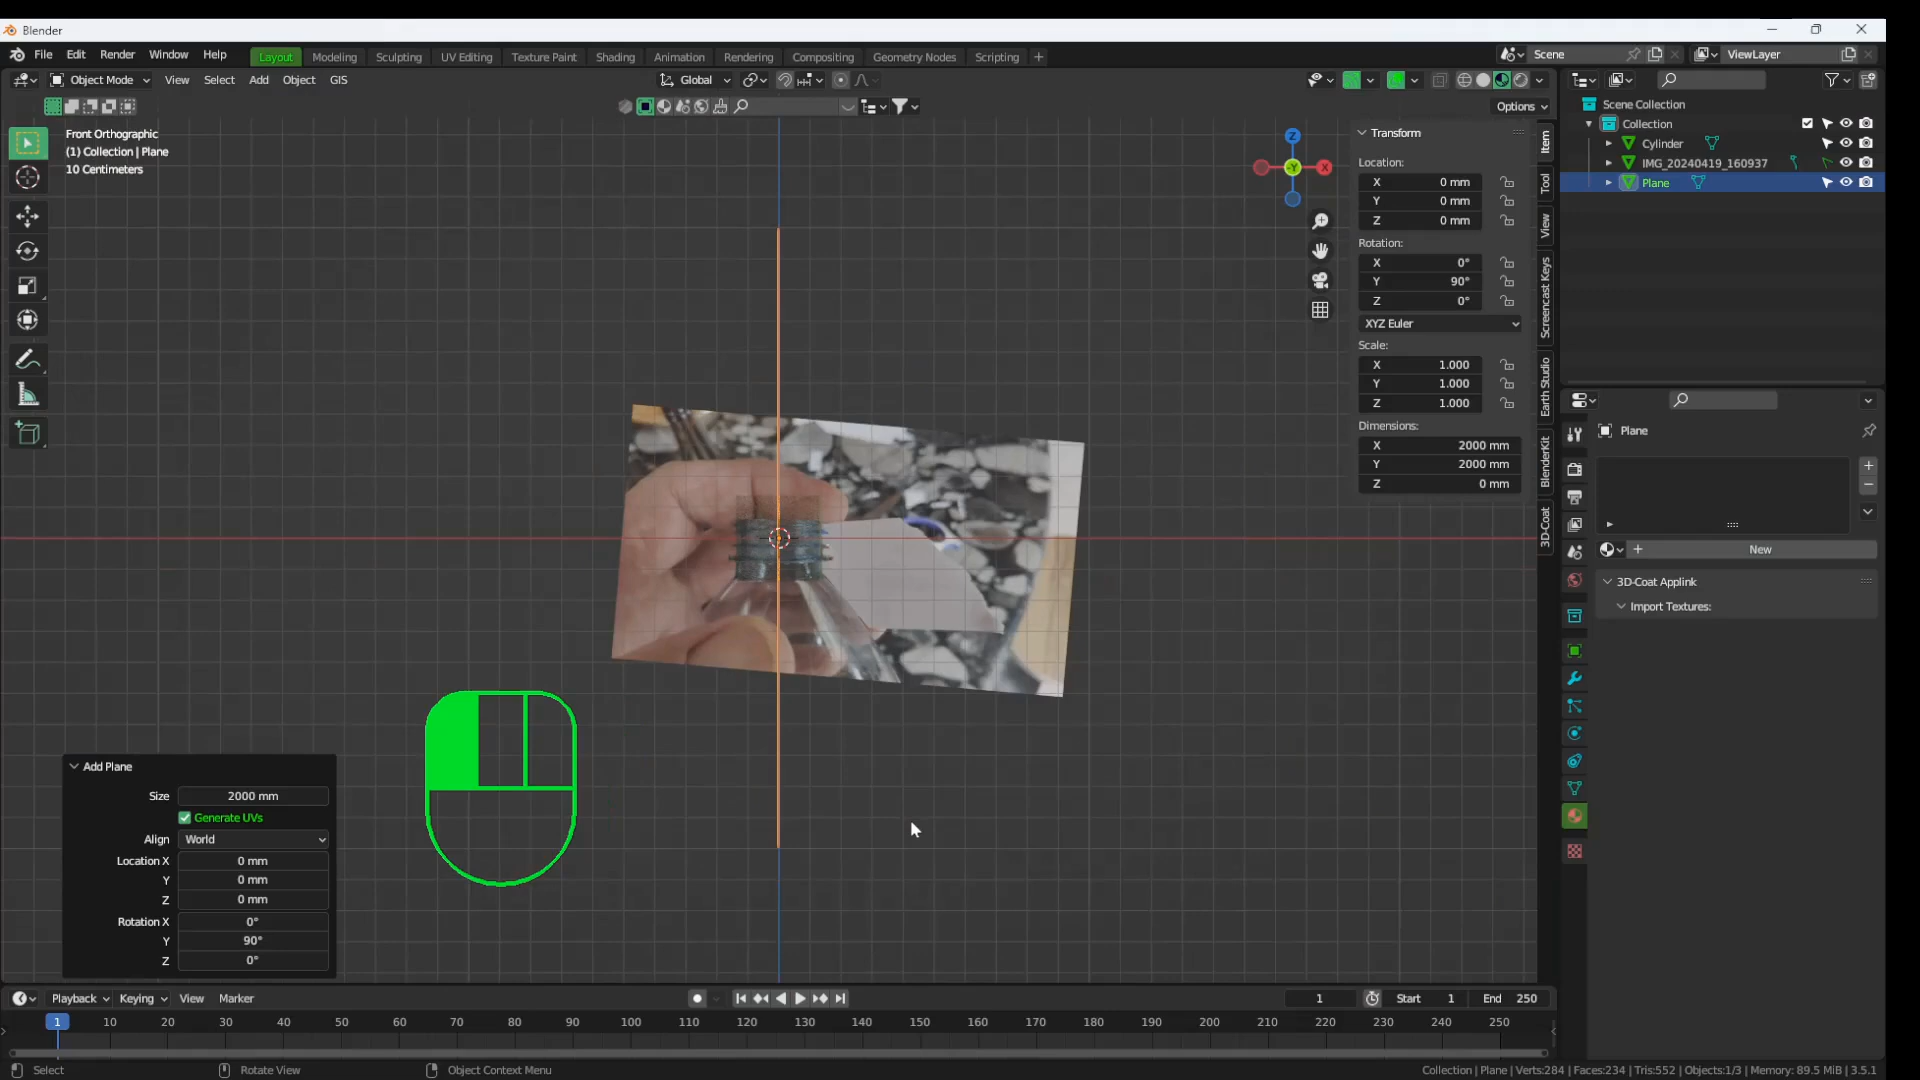 Blender
File Edit Render Window Help
Layout Modeling Sculpting UV Editing Texture Paint Shading Animation Rendering Compositing Geometry Nodes Scripting +
Scene
ViewLayer
Object Mode View Select Add Object GIS
Global
Options
Front Orthographic
(1) Collection | Plane
10 Centimeters
Z
X
Y
Transform
Location:
X 0 mm
Y 0 mm
Z 0 mm
Rotation:
X 0°
Y 90°
Z 0°
XYZ Euler
Scale:
X 1.000
Y 1.000
Z 1.000
Dimensions:
X 2000 mm
Y 2000 mm
Z 0 mm
Item
Tool
View
Screencast Keys
Earth Studio
BlenderKit
3D-Coat
Scene Collection
Collection
Cylinder
IMG_20240419_160937
Plane
Plane
New
3D-Coat Applink
Import Textures:
Add Plane
Size 2000 mm
Generate UVs
Align World
Location X 0 mm
Y 0 mm
Z 0 mm
Rotation X 0°
Y 90°
Z 0°
Playback Keying View Marker
1 Start 1 End 250
1 10 20 30 40 50 60 70 80 90 100 110 120 130 140 150 160 170 180 190 200 210 220 230 240 250
Select Rotate View Object Context Menu
Collection | Plane | Verts:284 | Faces:234 | Tris:552 | Objects:1/3 | Memory: 89.5 MiB | 3.5.1